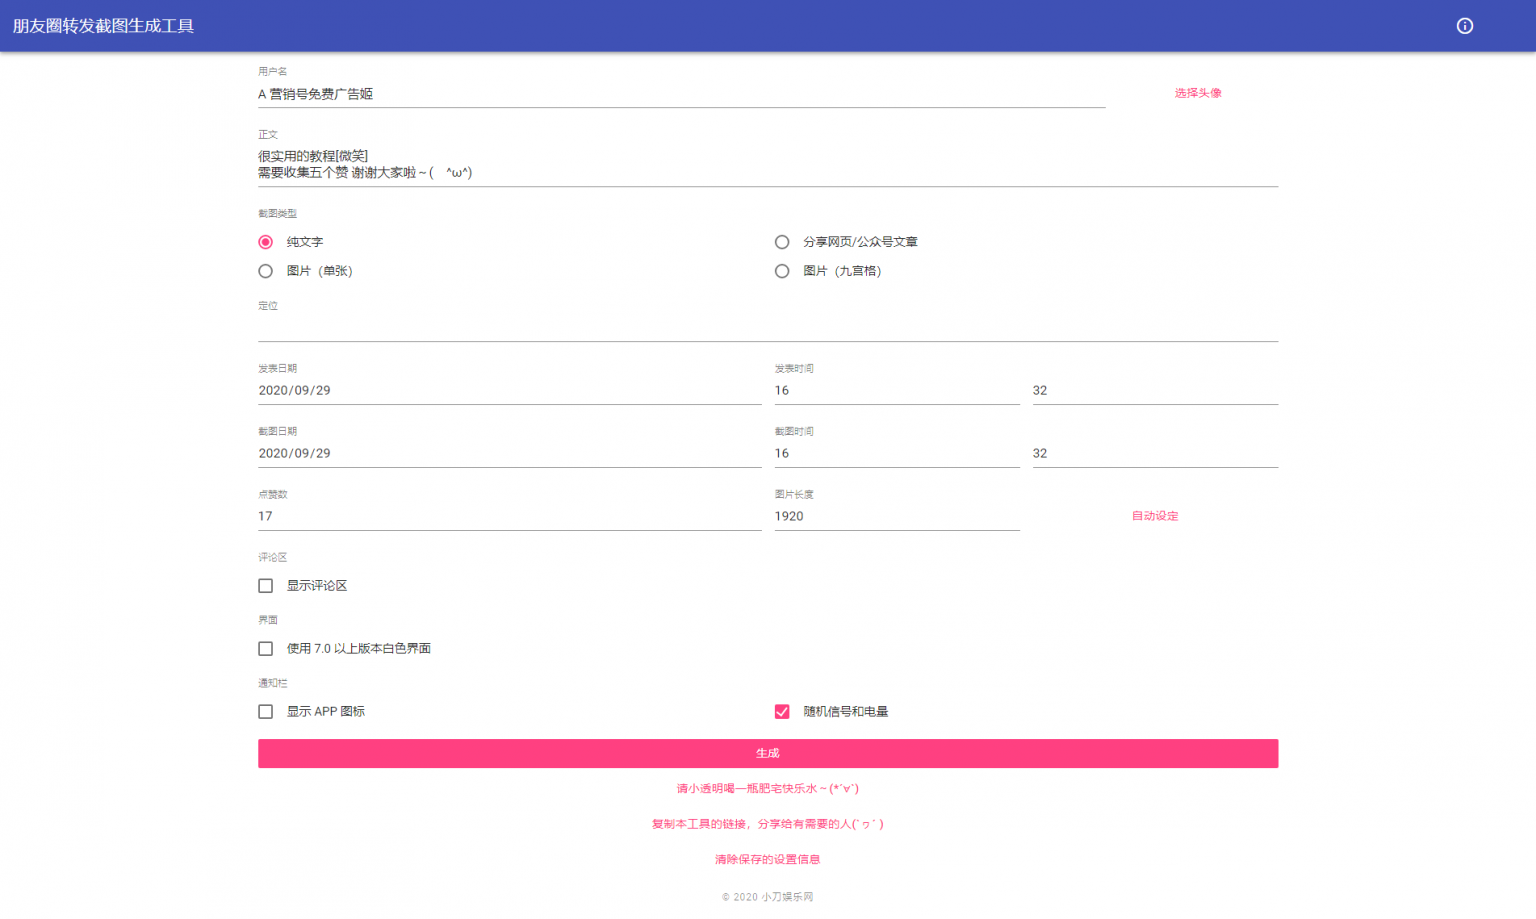 朋友圈转发截图生成工具
用户名
A 营销号免费广告姬
选择头像
正文
很实用的教程[微笑]
需要收集五个赞 谢谢大家啦～(　^ω^)
截图类型
纯文字
分享网页/公众号文章
图片（单张）
图片（九宫格）
定位
发表日期
发表时间
2020/09/29
16
32
截图日期
截图时间
2020/09/29
16
32
点赞数
图片长度
17
1920
自动设定
评论区
显示评论区
界面
使用 7.0 以上版本白色界面
通知栏
显示 APP 图标
随机信号和电量
生成
请小透明喝一瓶肥宅快乐水～(*´∀`)
复制本工具的链接，分享给有需要的人(´ヮ´ )
清除保存的设置信息
© 2020 小刀娱乐网